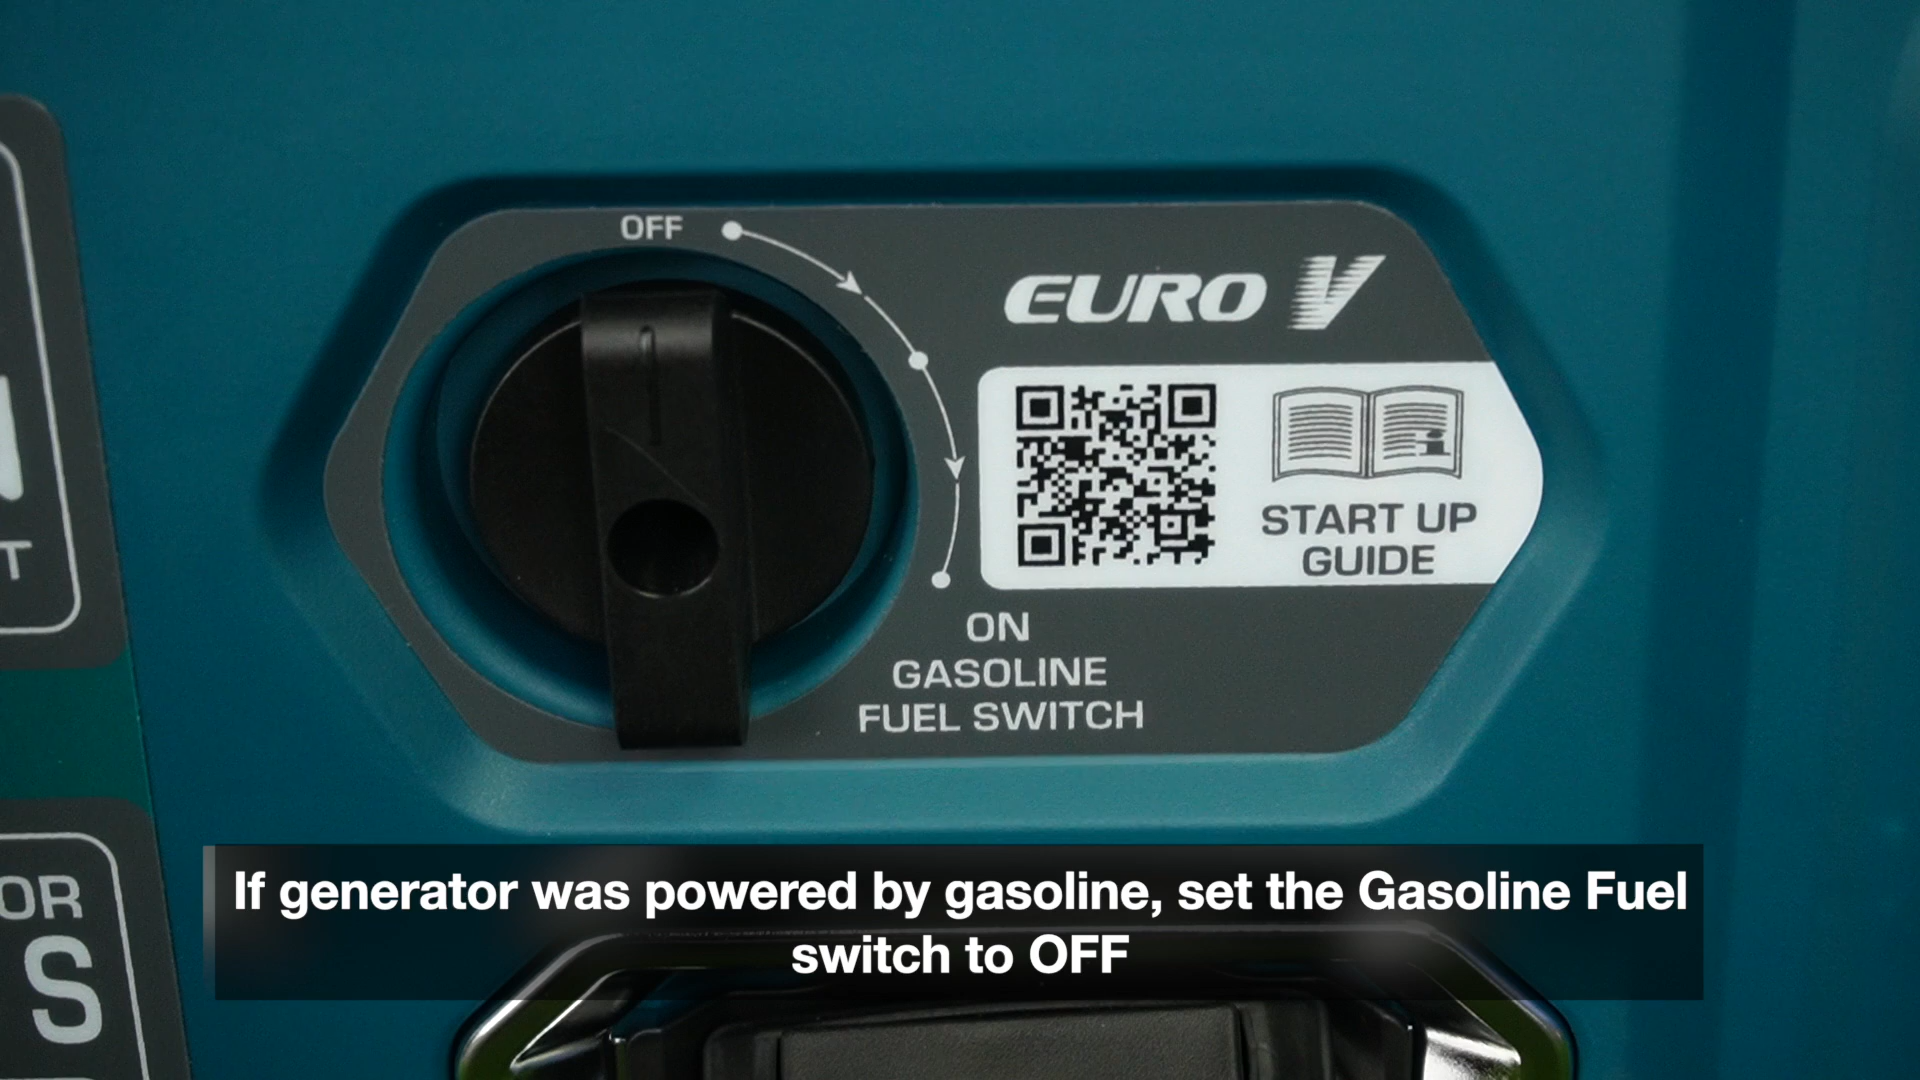 OFF
EURO V
START UP
GUIDE
ON
GASOLINE
FUEL SWITCH
T
OR
S
If generator was powered by gasoline, set the Gasoline Fuel
switch to OFF